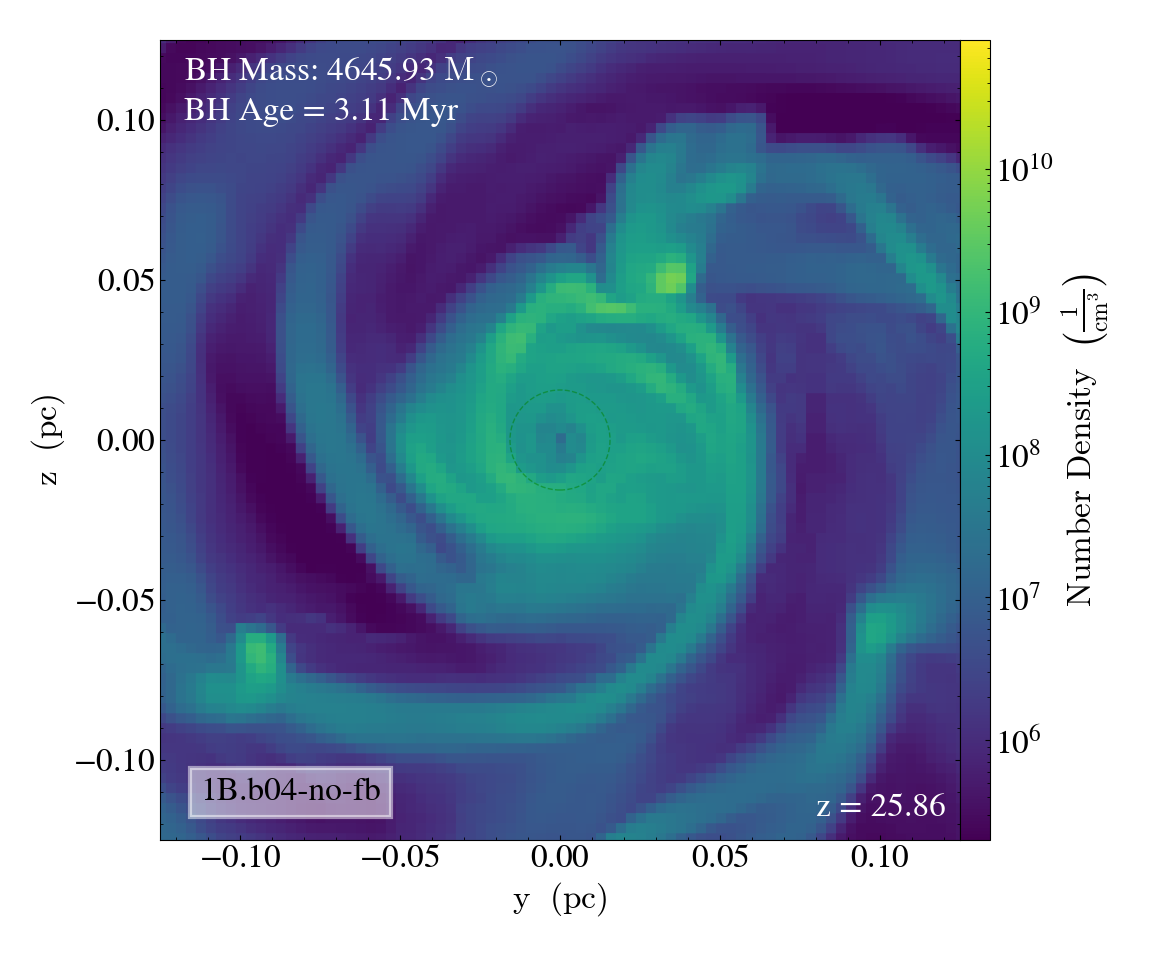 BH Mass: 4645.93 M⊙
BH Age = 3.11 Myr
1B.b04-no-fb
z = 25.86
0.10
0.05
0.00
−0.05
−0.10
z (pc)
−0.10 −0.05 0.00 0.05 0.10
y (pc)
10¹⁰
10⁹
10⁸
10⁷
10⁶
Number Density (1/cm³)